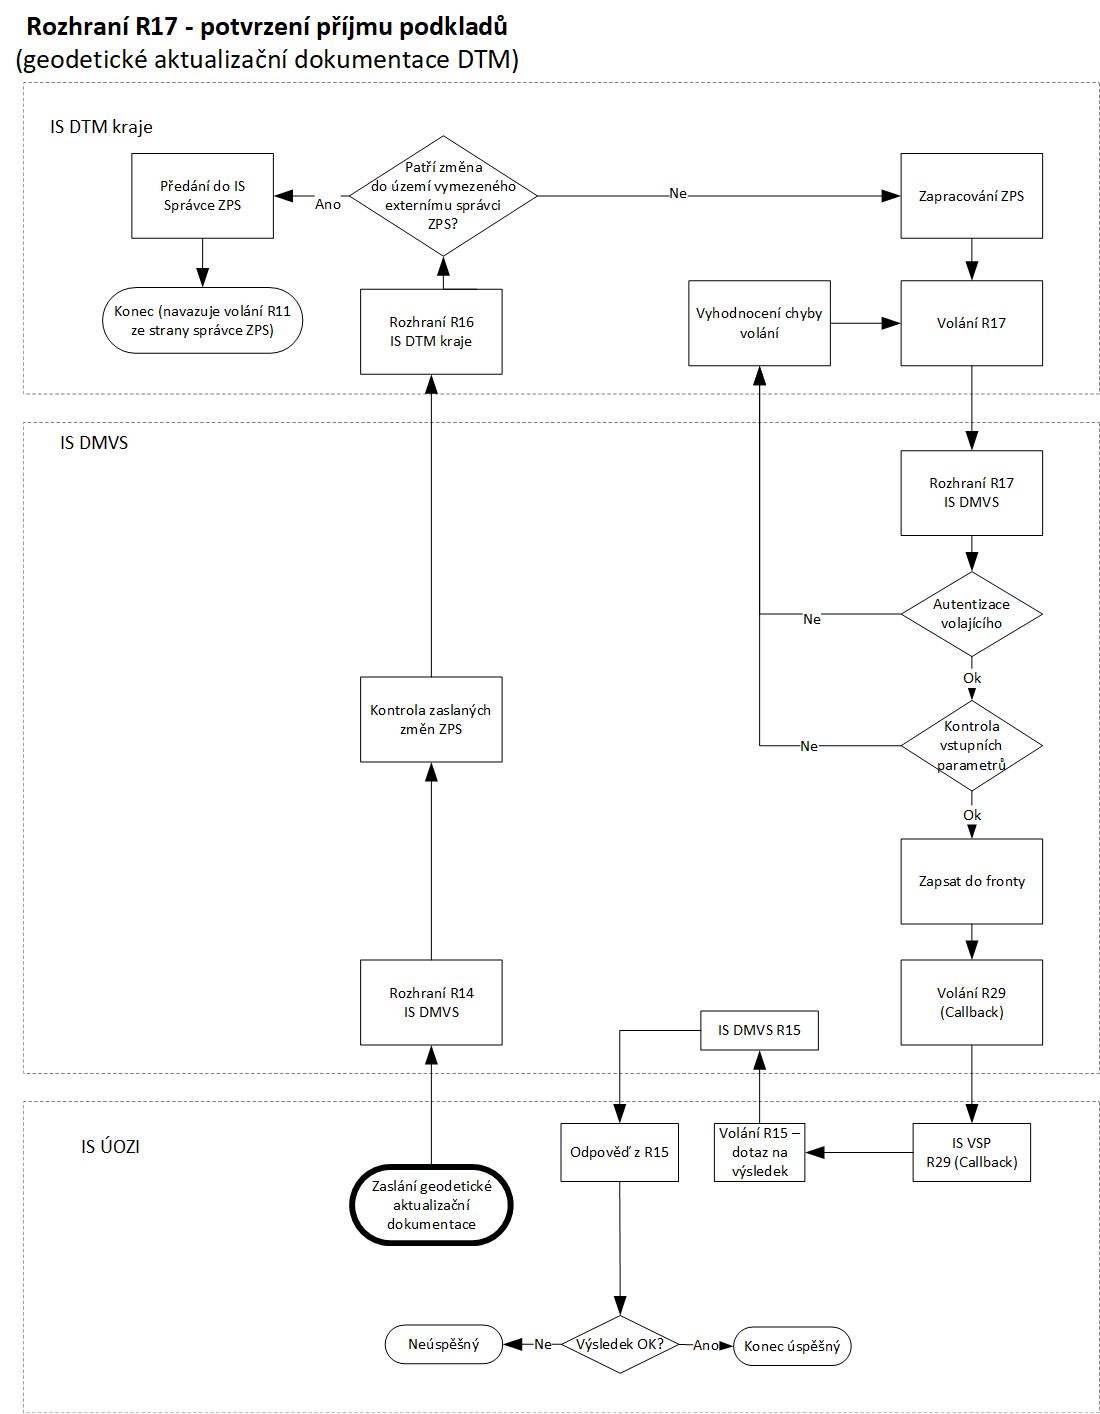 Rozhraní R17 - potvrzení příjmu podkladů
(geodetické aktualizační dokumentace DTM)
IS DTM kraje
Předání do IS
Správce ZPS
Ano
Patří změna
do území vymezeného
externímu správci
ZPS?
Ne
Zapracování ZPS
Konec (navazuje volání R11
ze strany správce ZPS)
Rozhraní R16
IS DTM kraje
Vyhodnocení chyby
volání
Volání R17
IS DMVS
Rozhraní R17
IS DMVS
Autentizace
volajícího
Ne
Ok
Kontrola zaslaných
změn ZPS
Kontrola
vstupních
parametrů
Ne
Ok
Zapsat do fronty
Rozhraní R14
IS DMVS
Volání R29
(Callback)
IS DMVS R15
IS ÚOZI
Odpověď z R15
Volání R15 –
dotaz na
výsledek
IS VSP
R29 (Callback)
Zaslání geodetické
aktualizační
dokumentace
Neúspěšný
Ne
Výsledek OK?
Ano
Konec úspěšný